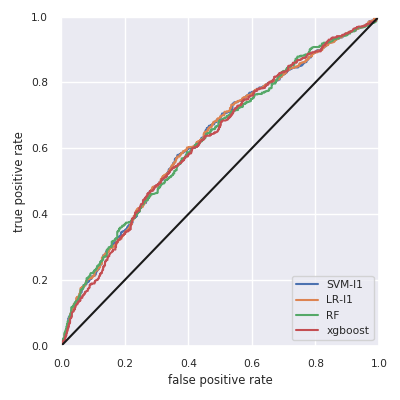 true positive rate
1.0
0.8
0.6
0.4
0.2
0.0
SVM-l1
LR-l1
RF
xgboost
0.0 0.2 0.4 0.6 0.8 1.0
false positive rate